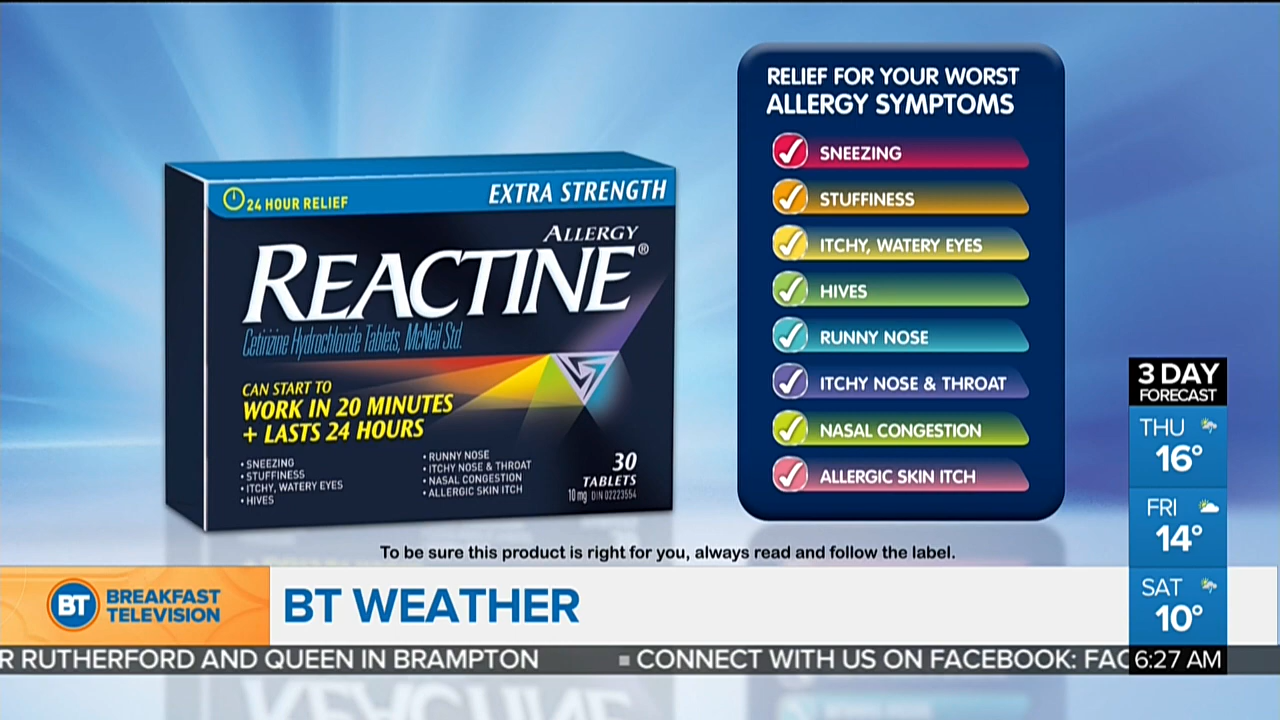 24 HOUR RELIEF
EXTRA STRENGTH
ALLERGY
REACTINE®
Cetirizine Hydrochloride Tablets, McNeil Std.
CAN START TO
WORK IN 20 MINUTES
+ LASTS 24 HOURS
• SNEEZING
• STUFFINESS
• ITCHY, WATERY EYES
• HIVES
• RUNNY NOSE
• ITCHY NOSE & THROAT
• NASAL CONGESTION
• ALLERGIC SKIN ITCH
30
TABLETS
10 mg DIN 02223554
RELIEF FOR YOUR WORST
ALLERGY SYMPTOMS
SNEEZING
STUFFINESS
ITCHY, WATERY EYES
HIVES
RUNNY NOSE
ITCHY NOSE & THROAT
NASAL CONGESTION
ALLERGIC SKIN ITCH
To be sure this product is right for you, always read and follow the label.
3 DAY
FORECAST
THU
16°
FRI
14°
SAT
10°
BT
BREAKFAST
TELEVISION
BT WEATHER
R RUTHERFORD AND QUEEN IN BRAMPTON ■ CONNECT WITH US ON FACEBOOK: FAC
6:27 AM